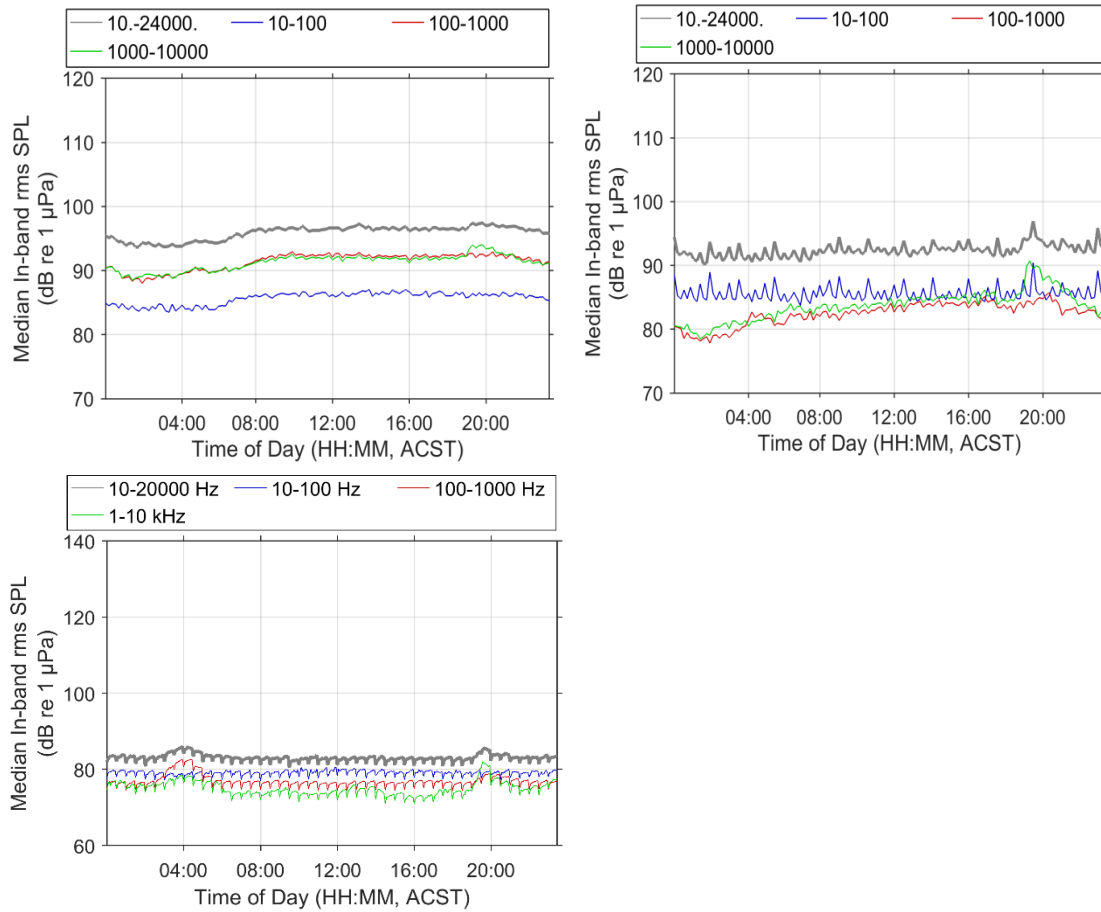 10.-24000. 10-100 100-1000
1000-10000
120
110
100
90
80
70
Median In-band rms SPL
(dB re 1 µPa)
04:00 08:00 12:00 16:00 20:00
Time of Day (HH:MM, ACST)
10.-24000. 10-100 100-1000
1000-10000
120
110
100
90
80
70
Median In-band rms SPL
(dB re 1 µPa)
04:00 08:00 12:00 16:00 20:00
Time of Day (HH:MM, ACST)
10-20000 Hz 10-100 Hz 100-1000 Hz
1-10 kHz
140
120
100
80
60
Median In-band rms SPL
(dB re 1 µPa)
04:00 08:00 12:00 16:00 20:00
Time of Day (HH:MM, ACST)